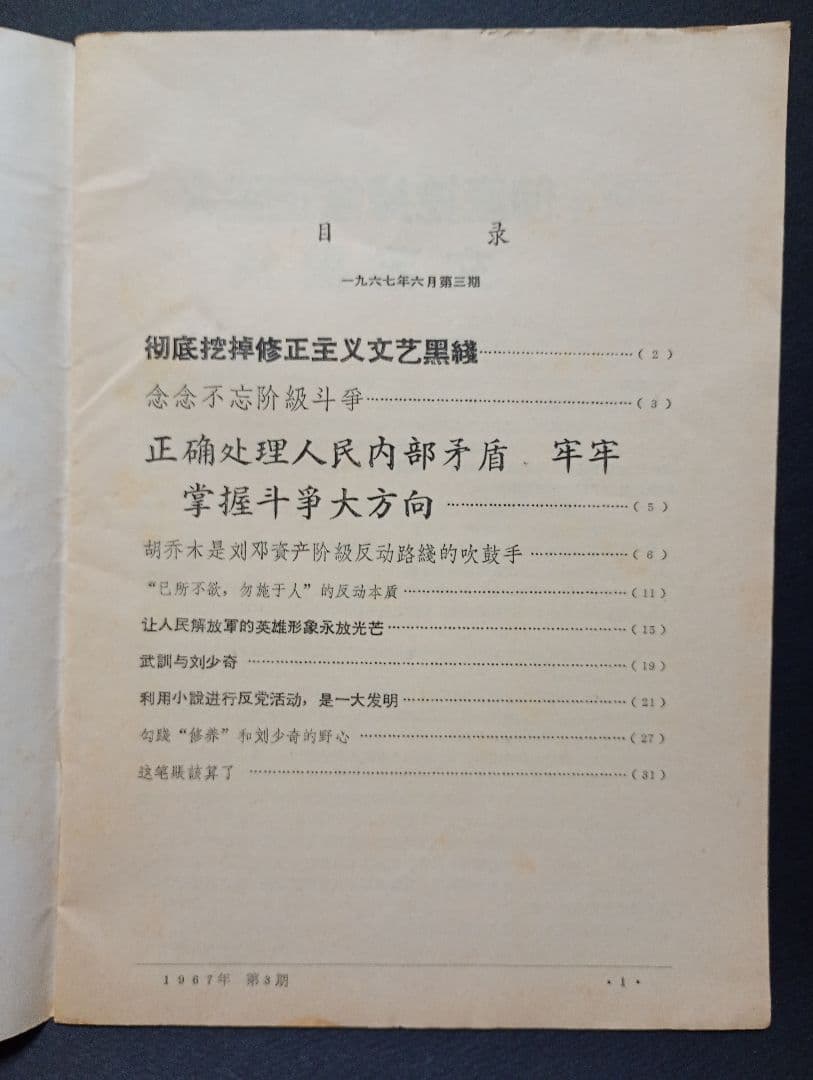 目 录
一九六七年六月第三期
彻底挖掉修正主义文艺黑綫……………………(2)
念念不忘阶級斗爭……………………(3)
正确处理人民内部矛盾 牢牢
掌握斗爭大方向……………………(5)
胡乔木是刘邓資产阶級反动路綫的吹鼓手……………………(6)
“己所不欲，勿施于人”的反动本质……………………(11)
让人民解放軍的英雄形象永放光芒……………………(15)
武訓与刘少奇……………………(19)
利用小說进行反党活动，是一大发明……………………(21)
勾踐“修养”和刘少奇的野心……………………(27)
这笔賬該算了……………………(31)
1967年 第3期
·1·